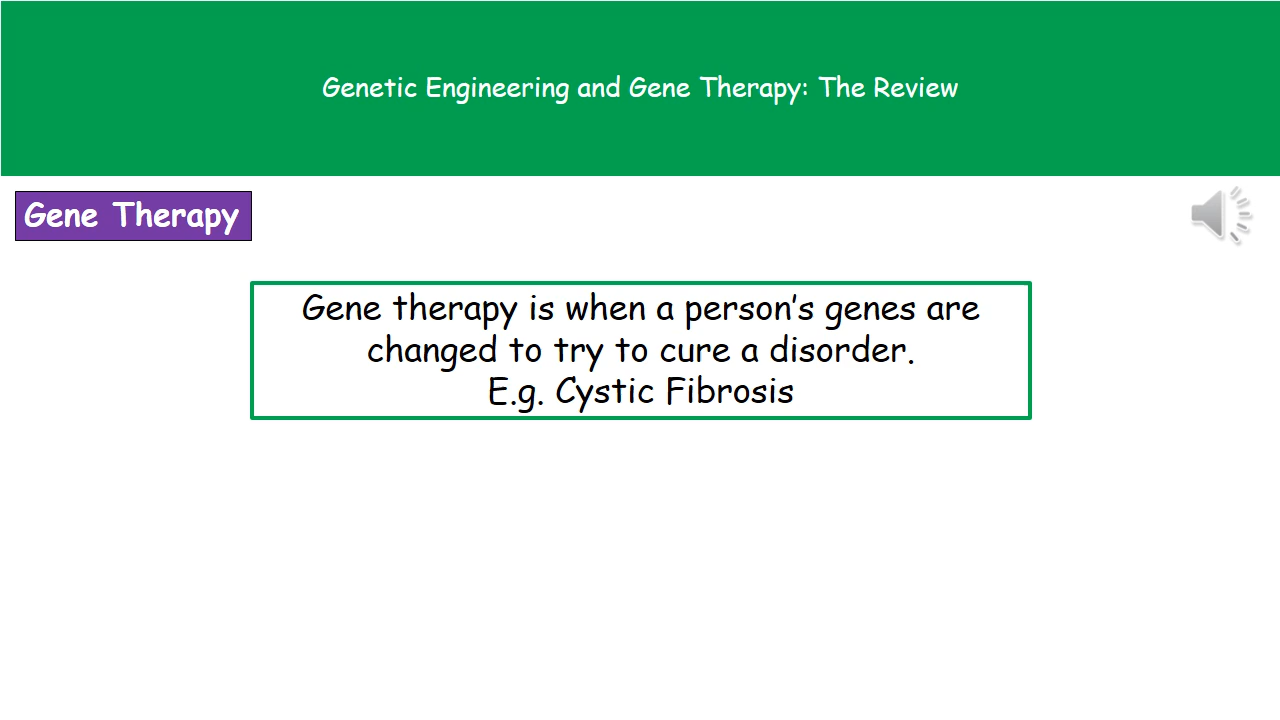 Genetic Engineering and Gene Therapy: The Review
Gene Therapy
Gene therapy is when a person’s genes are
changed to try to cure a disorder.
E.g. Cystic Fibrosis